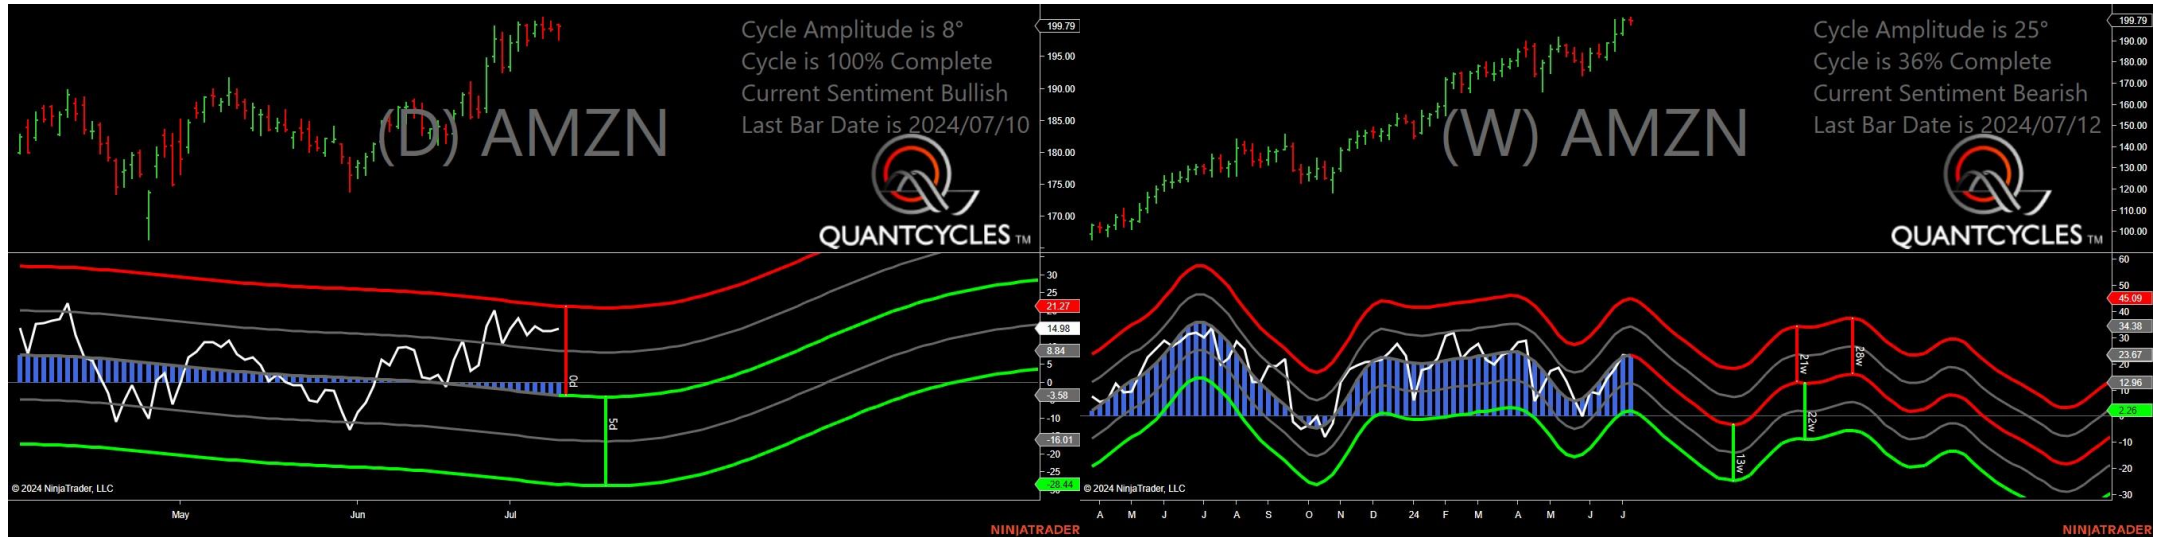 Cycle Amplitude is 8°
Cycle is 100% Complete
Current Sentiment Bullish
Last Bar Date is 2024/07/10
(D) AMZN
QUANTCYCLES TM
199.79
195.00
190.00
185.00
180.00
175.00
170.00
30
25
21.27
14.98
8.84
5
0
-3.58
-10
-16.01
-20
-25
-28.44
0d
5d
© 2024 NinjaTrader, LLC
May
Jun
Jul
NINJATRADER
Cycle Amplitude is 25°
Cycle is 36% Complete
Current Sentiment Bearish
Last Bar Date is 2024/07/12
(W) AMZN
QUANTCYCLES TM
199.79
190.00
180.00
170.00
160.00
150.00
140.00
130.00
120.00
110.00
100.00
60
50
45.09
40
34.38
30
23.67
12.96
10
2.26
-10
-20
-30
21w
28w
22w
13w
© 2024 NinjaTrader, LLC
A M J J A S O N D 24 F M A M J J
NINJATRADER